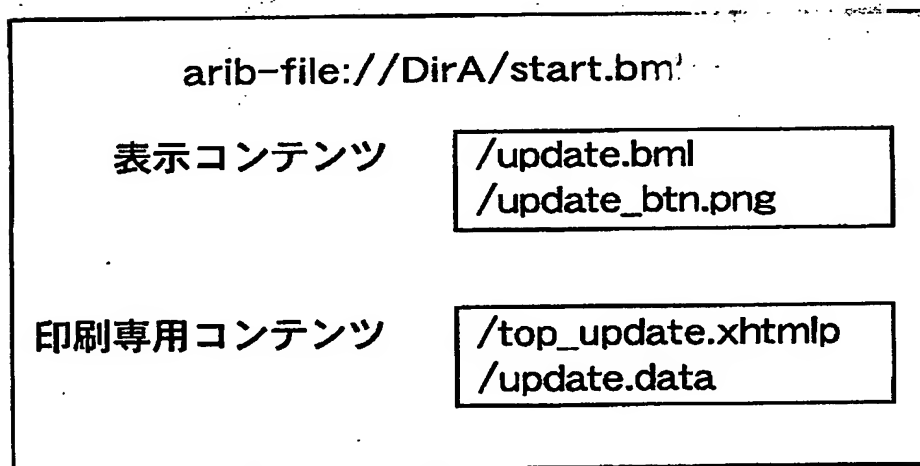 arib-file://DirA/start.bml
表示コンテンツ
/update.bml
/update_btn.png
印刷専用コンテンツ
/top_update.xhtmlp
/update.data